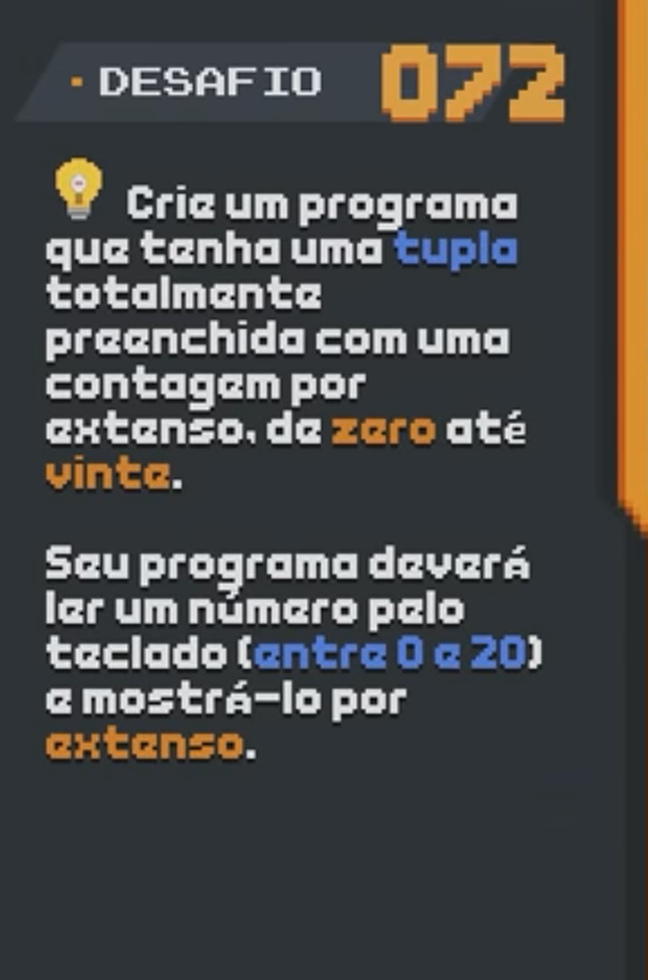 DESAFIO 072
Crie um programa
que tenha uma tupla
totalmente
preenchida com uma
contagem por
extenso, de zero até
vinte.
Seu programa deverá
ler um número pelo
teclado (entre 0 e 20)
e mostrá-lo por
extenso.